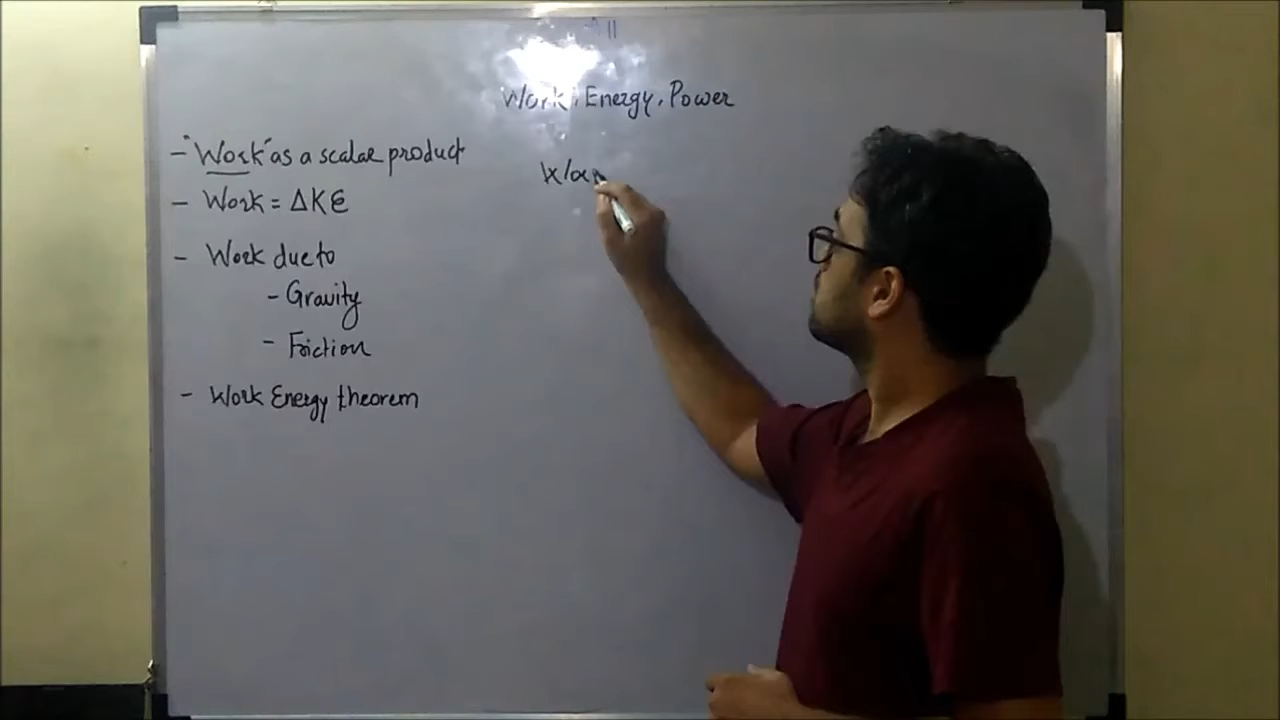 Work, Energy, Power
- "Work" as a scalar product
- Work = ΔKE
- Work due to
- Gravity
- Friction
- Work Energy theorem